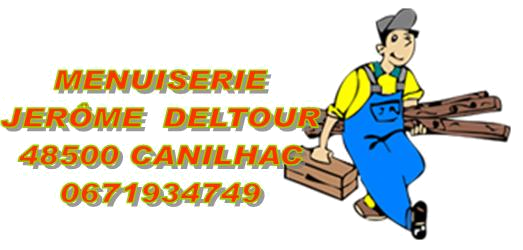 MENUISERIE
JERÔME DELTOUR
48500 CANILHAC
0671934749